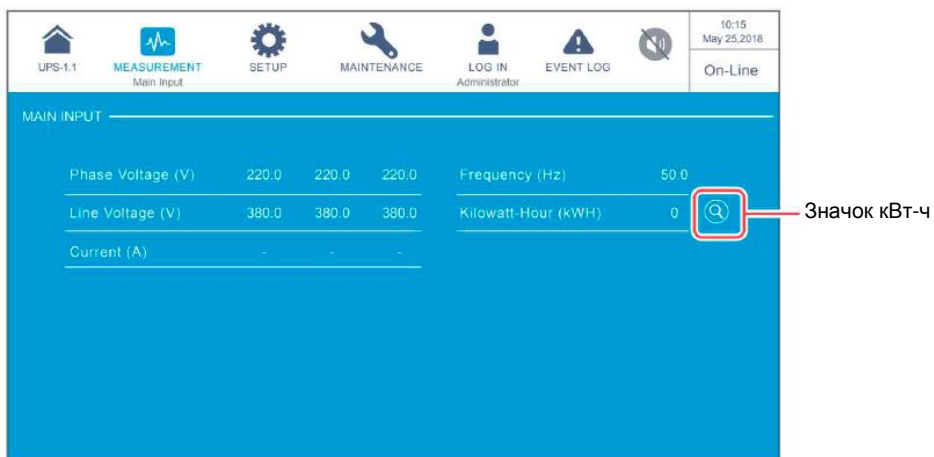 10:15
May 25,2018
UPS-1.1 MEASUREMENT SETUP MAINTENANCE LOG IN EVENT LOG
Main Input Administrator
On-Line
MAIN INPUT
Phase Voltage (V) 220.0 220.0 220.0 Frequency (Hz) 50.0
Line Voltage (V) 380.0 380.0 380.0 Kilowatt-Hour (kWH) 0
Current (A) - - -
Значок кВт-ч